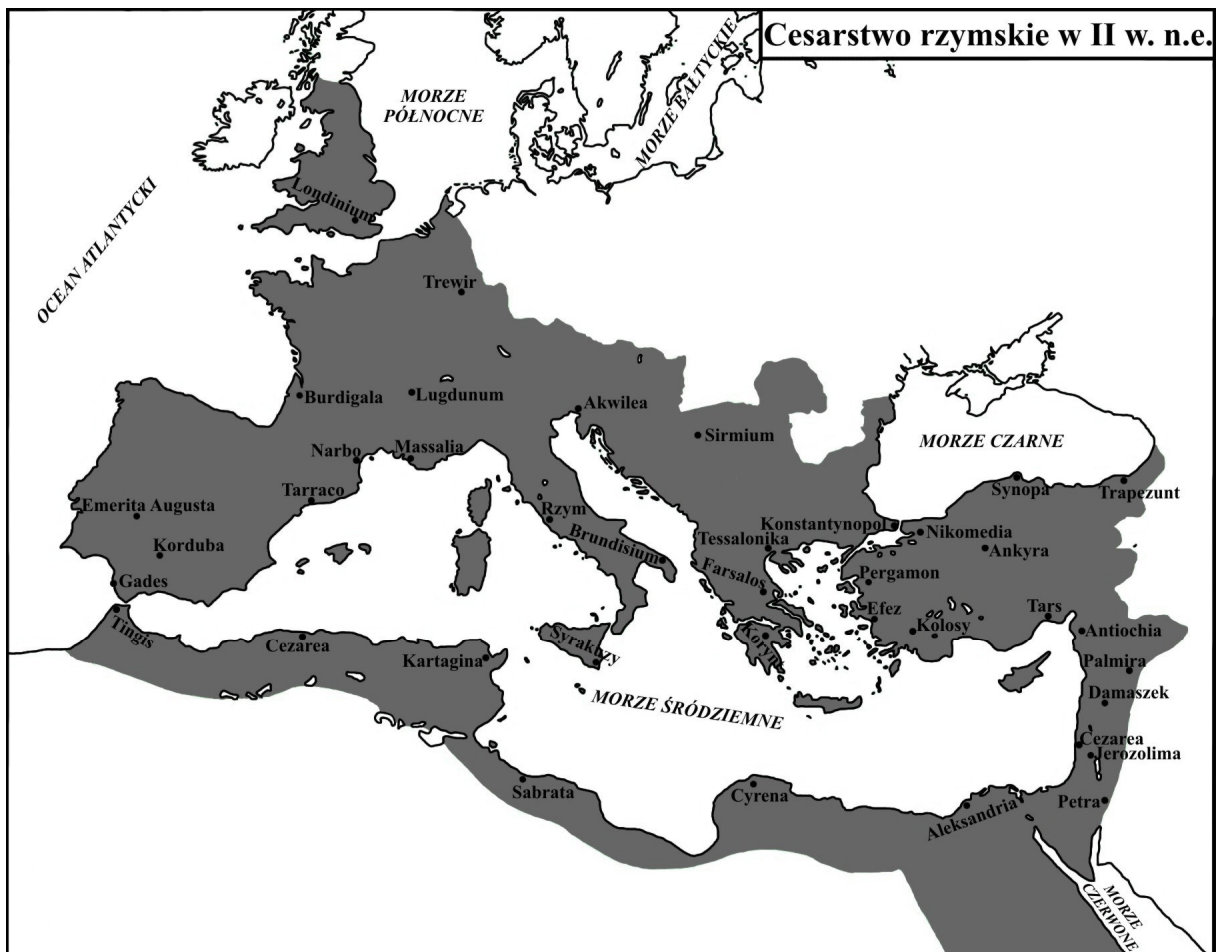 Cesarstwo rzymskie w II w. n.e.
MORZE
PÓŁNOCNE
MORZE BAŁTYCKIE
OCEAN ATLANTYCKI
Londinium
Trewir
Burdigala
Lugdunum
Akwilea
Sirmium
MORZE CZARNE
Narbo
Massalia
Tarraco
Synopa
Trapezunt
Emerita Augusta
Rzym
Konstantynopol
Nikomedia
Korduba
Brundisium
Tessalonika
Ankyra
Gades
Farsalos
Pergamon
Efez
Tars
Tingis
Cezarea
Kartagina
Syrakuzy
Korynt
Kolosy
Antiochia
Palmira
MORZE ŚRÓDZIEMNE
Damaszek
Cezarea
Jerozolima
Sabrata
Cyrena
Aleksandria
Petra
MORZE
CZERWONE